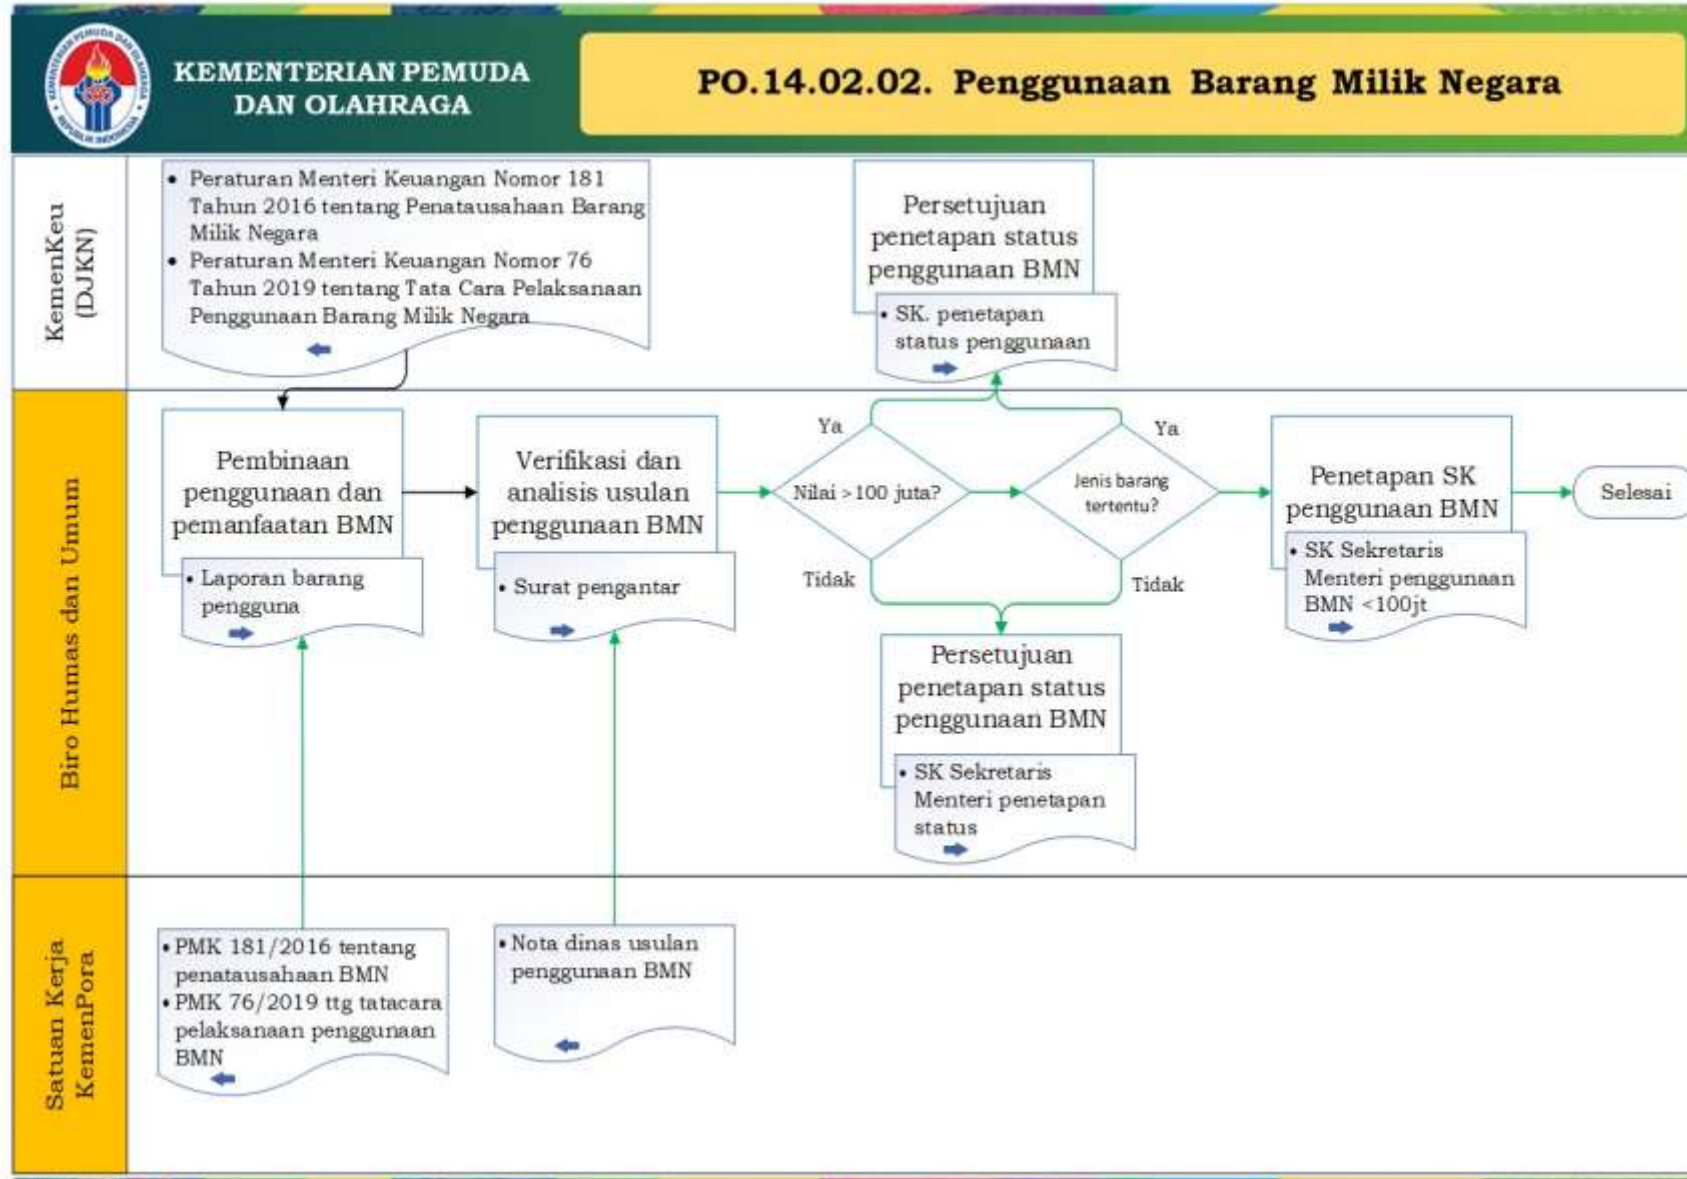 KEMENTERIAN PEMUDA DAN OLAHRAGA
REPUBLIK INDONESIA
KEMENTERIAN PEMUDA
DAN OLAHRAGA
PO.14.02.02. Penggunaan Barang Milik Negara
KemenKeu
(DJKN)
• Peraturan Menteri Keuangan Nomor 181
Tahun 2016 tentang Penatausahaan Barang
Milik Negara
• Peraturan Menteri Keuangan Nomor 76
Tahun 2019 tentang Tata Cara Pelaksanaan
Penggunaan Barang Milik Negara
Persetujuan
penetapan status
penggunaan BMN
• SK. penetapan
status penggunaan
Biro Humas dan Umum
Pembinaan
penggunaan dan
pemanfaatan BMN
• Laporan barang
pengguna
Verifikasi dan
analisis usulan
penggunaan BMN
• Surat pengantar
Ya
Nilai >100 juta?
Tidak
Ya
Jenis barang
tertentu?
Tidak
Persetujuan
penetapan status
penggunaan BMN
• SK Sekretaris
Menteri penetapan
status
Penetapan SK
penggunaan BMN
• SK Sekretaris
Menteri penggunaan
BMN <100jt
Selesai
Satuan Kerja
KemenPora
• PMK 181/2016 tentang
penatausahaan BMN
• PMK 76/2019 ttg tatacara
pelaksanaan penggunaan
BMN
• Nota dinas usulan
penggunaan BMN